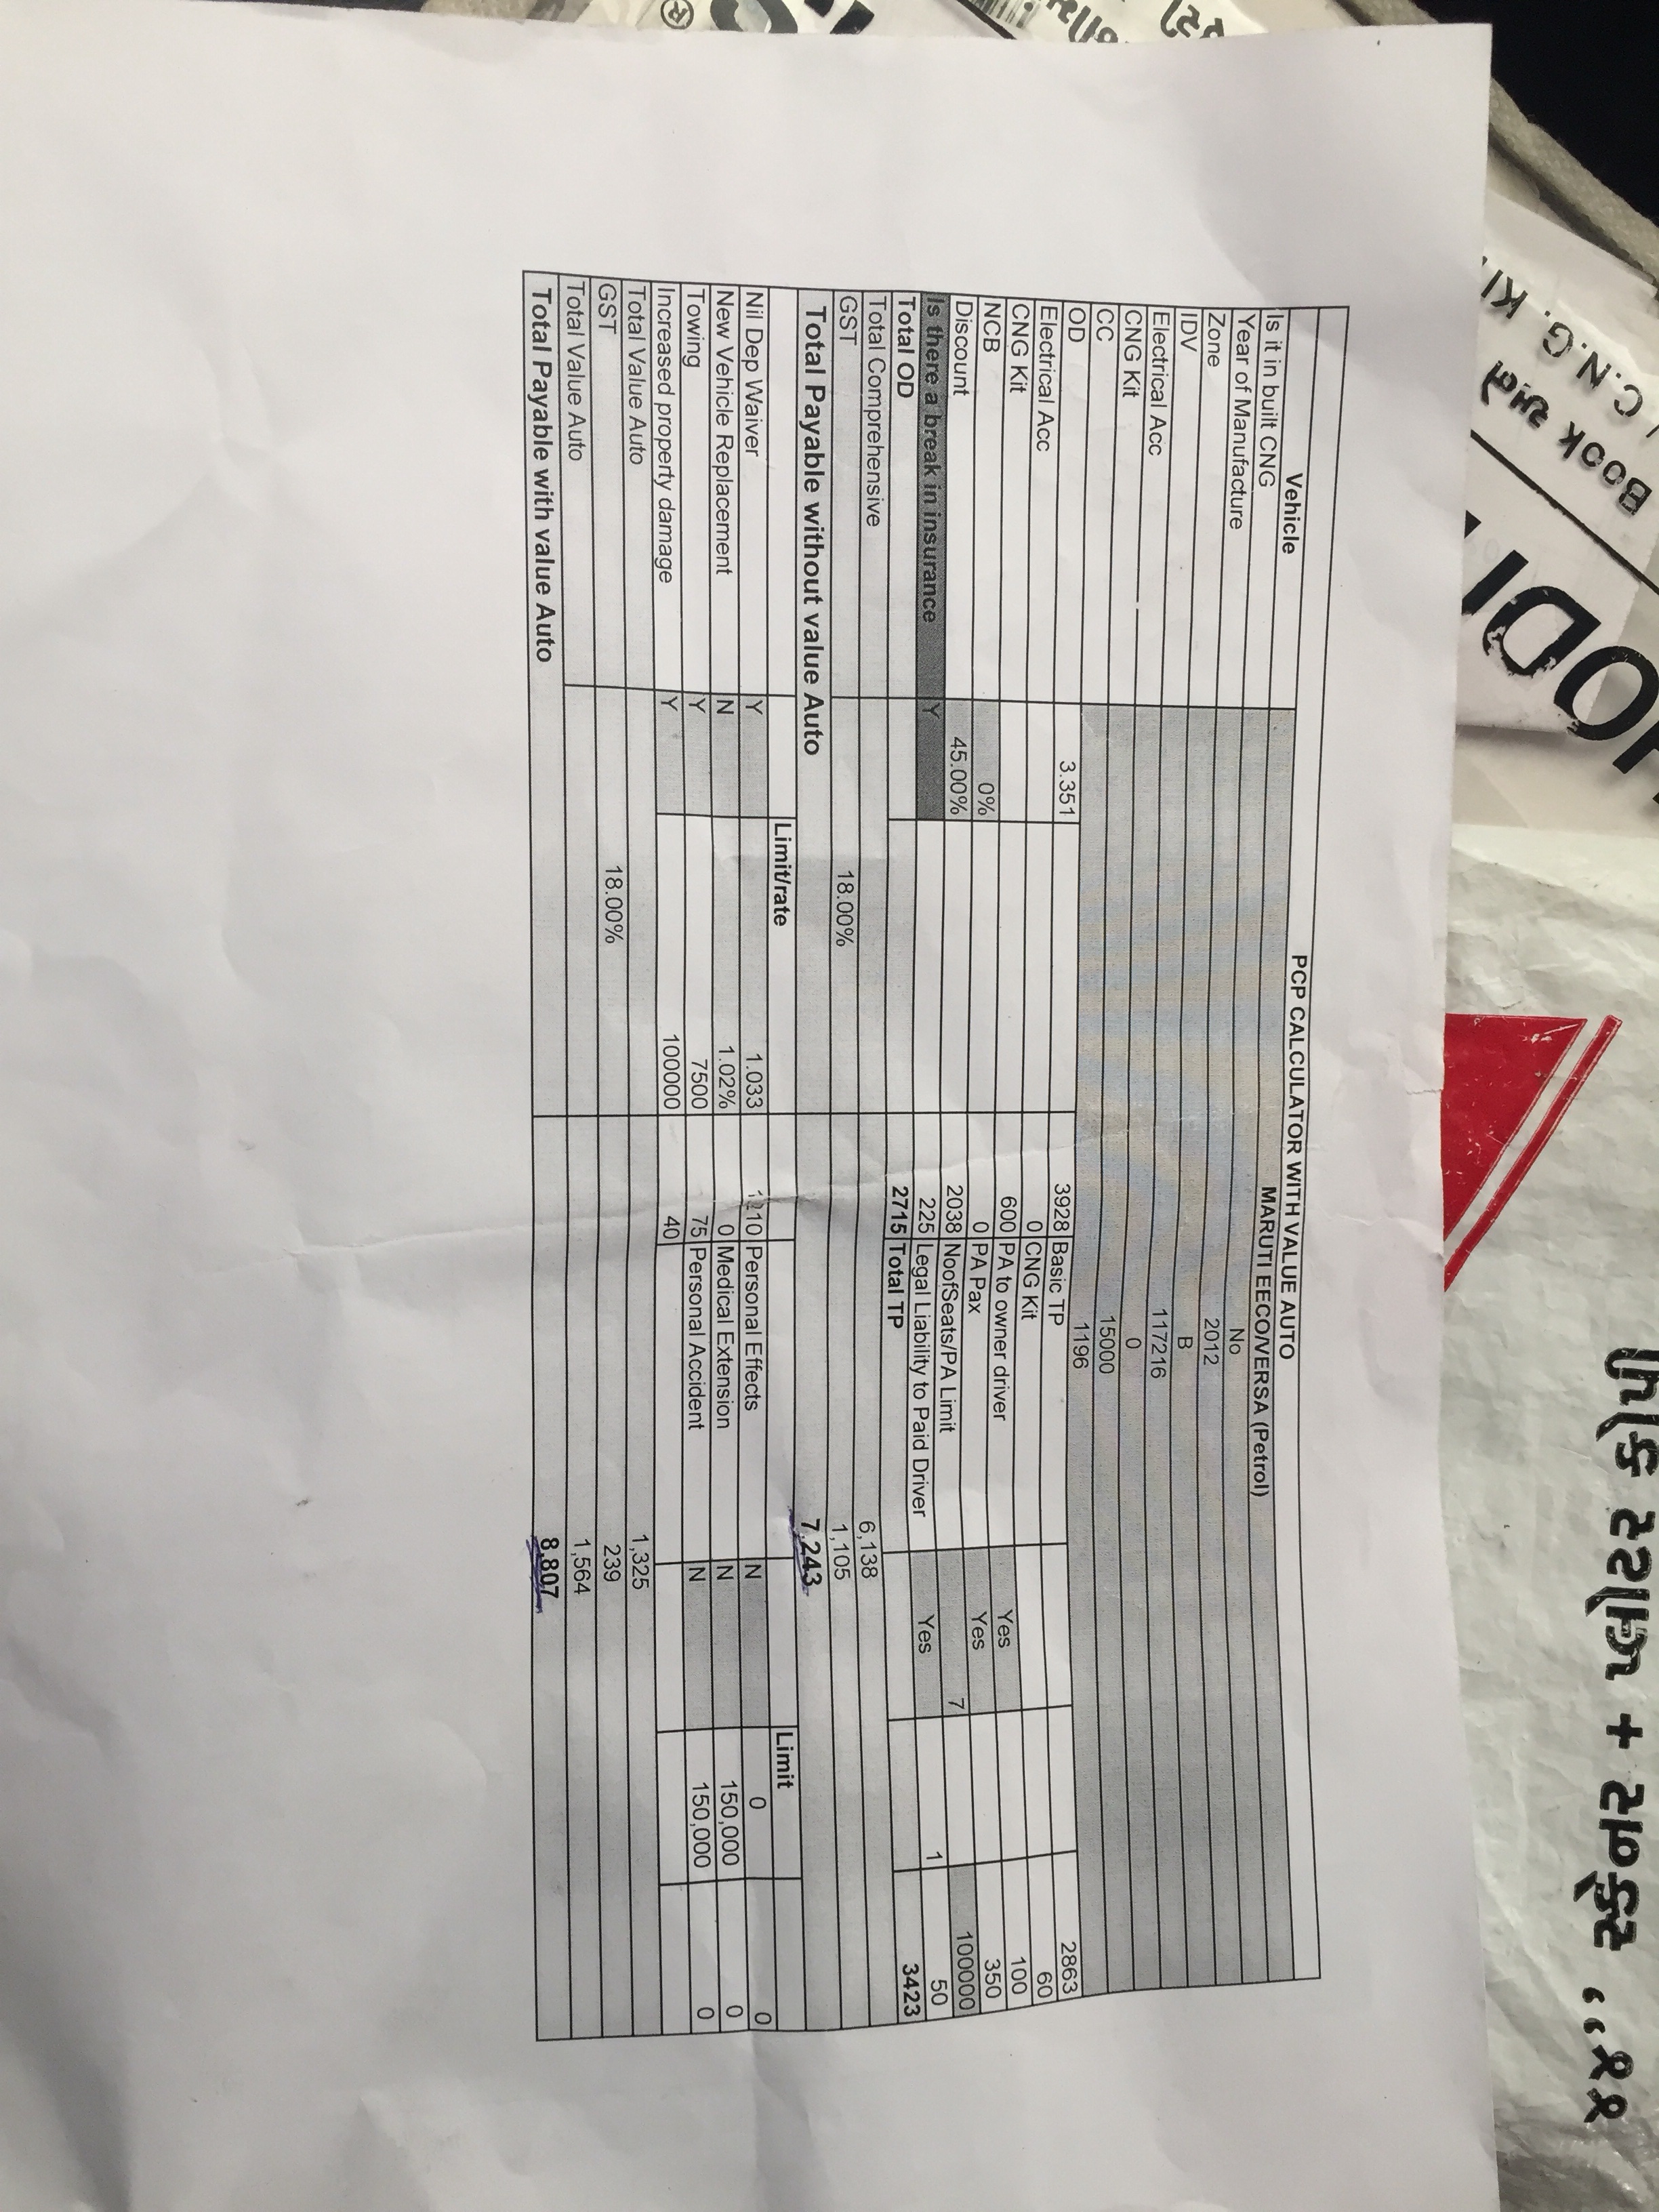 PCP CALCULATOR WITH VALUE AUTO
Vehicle MARUTI EECO/VERSA (Petrol)
Is it in built CNG No
Year of Manufacture 2012
Zone B
IDV 117216
Electrical Acc 0
CNG Kit 15000
CC 1196
OD 3.351 3928 Basic TP 2863
Electrical Acc 0 CNG Kit 60
CNG Kit 600 PA to owner driver Yes 100
NCB 0% 0 PA Pax Yes 350
Discount 45.00% 2038 NoofSeats/PA Limit 7 100000
Is there a break in insurance Y 225 Legal Liability to Paid Driver Yes 1 50
Total OD 2715 Total TP 3423
Total Comprehensive 6,138
GST 18.00% 1,105
Total Payable without value Auto 7,243
Limit/rate Limit
Nil Dep Waiver Y 1.033 1210 Personal Effects N 0 0
New Vehicle Replacement N 1.02% 0 Medical Extension N 150,000 0
Towing Y 7500 75 Personal Accident N 150,000 0
Increased property damage Y 100000 40
Total Value Auto 1,325
GST 18.00% 239
Total Value Auto 1,564
Total Payable with value Auto 8,807
C.N.G. KI
Book
®